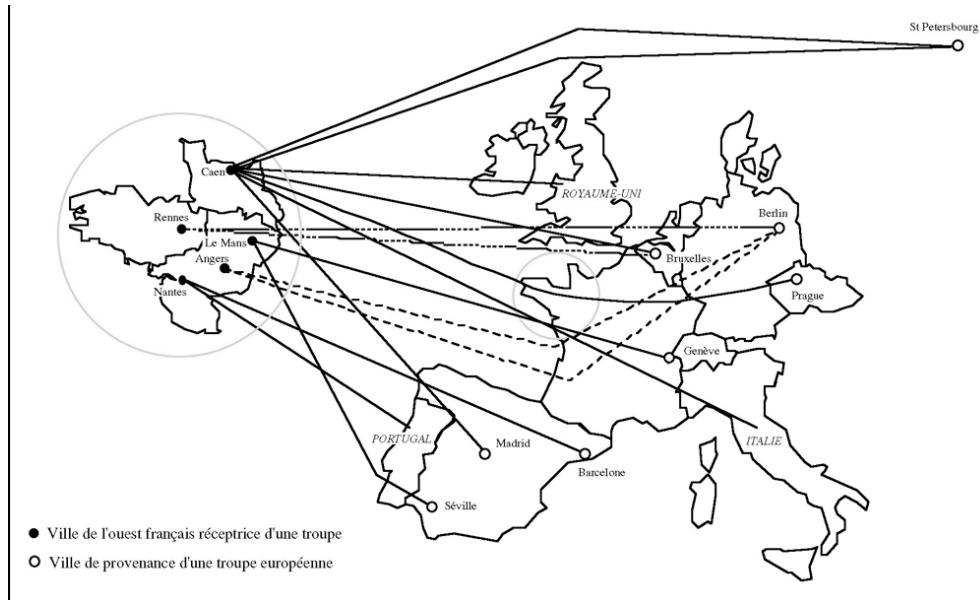 St Petersbourg
Caen
ROYAUME-UNI
Rennes
Berlin
Le Mans
Bruxelles
Angers
Nantes
Prague
Genève
PORTUGAL
Madrid
ITALIE
Barcelone
Séville
Ville de l'ouest français réceptrice d'une troupe
Ville de provenance d'une troupe européenne